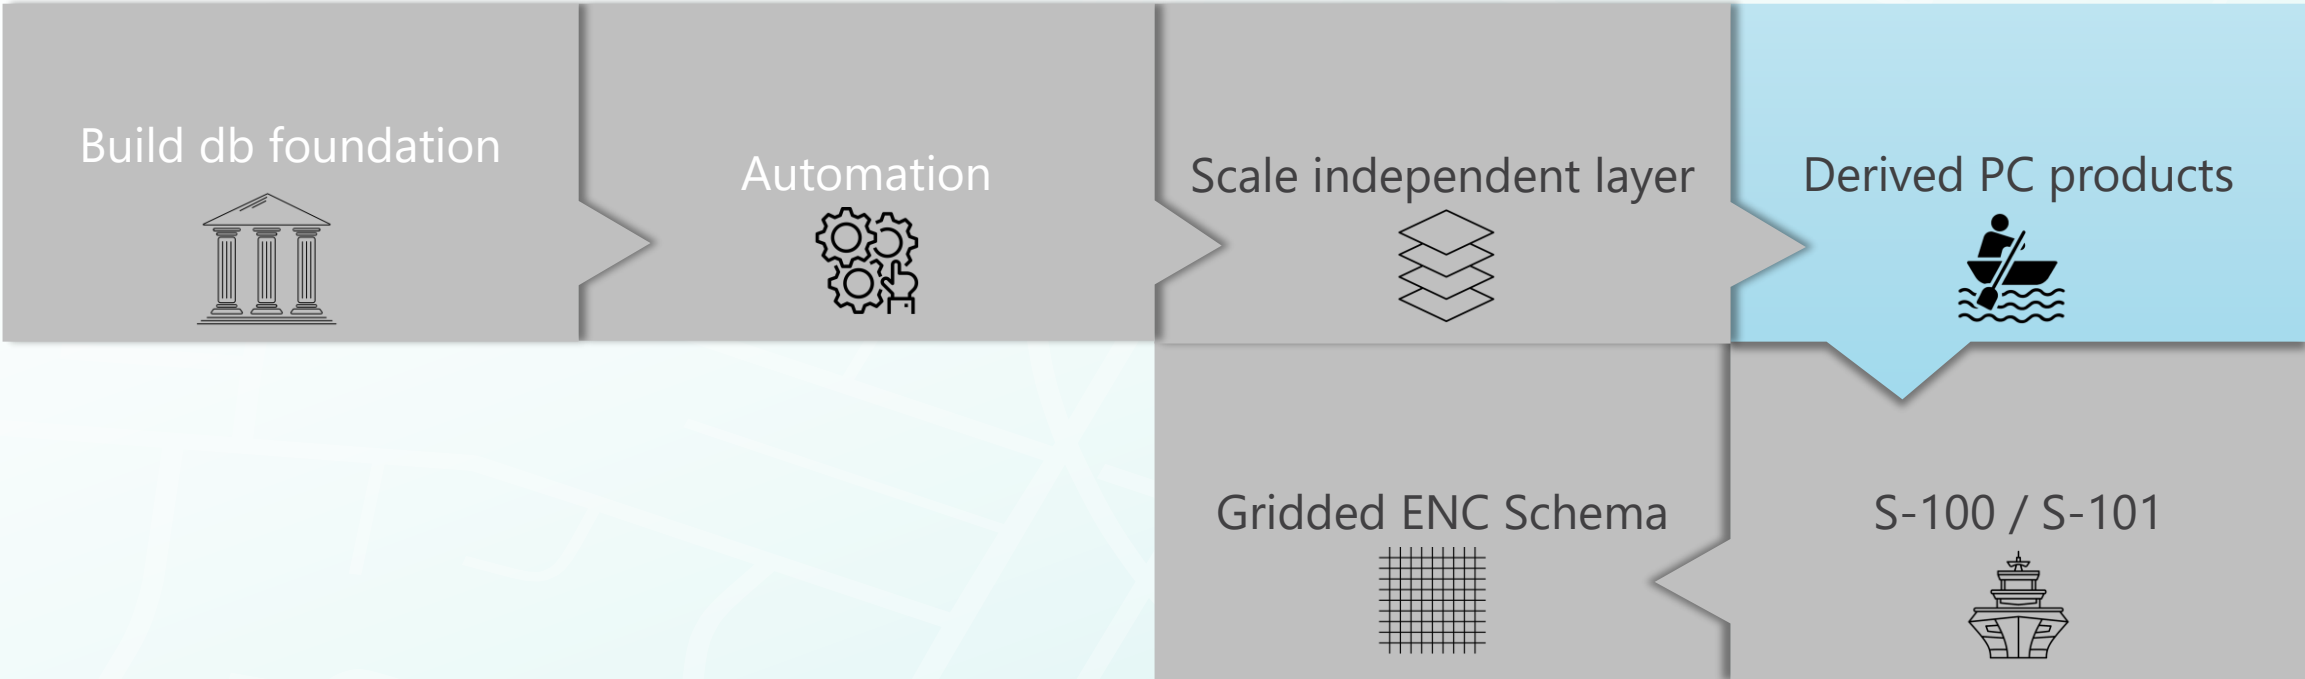 Build db foundation
Automation
Scale independent layer
Derived PC products
Gridded ENC Schema
S-100 / S-101